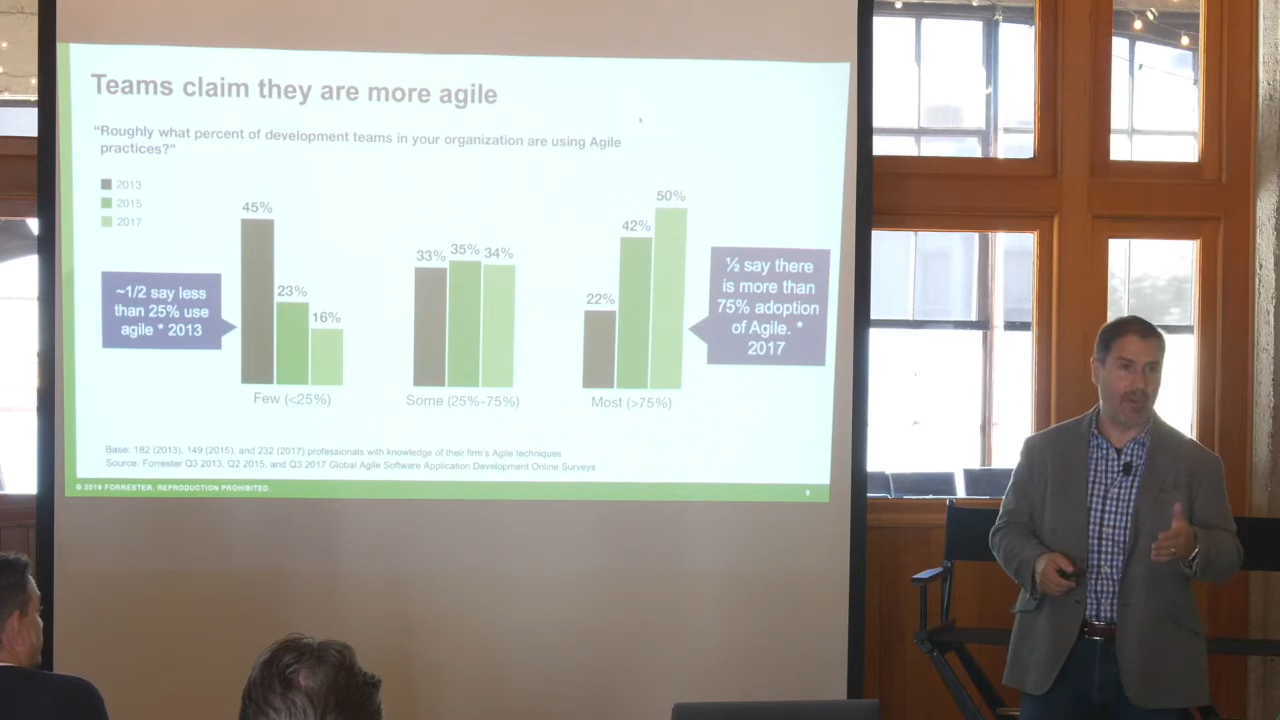 Teams claim they are more agile
“Roughly what percent of development teams in your organization are using Agile
practices?”
2013
2015
2017
45%
23%
16%
33%
35%
34%
22%
42%
50%
~1/2 say less
than 25% use
agile * 2013
½ say there
is more than
75% adoption
of Agile. *
2017
Few (<25%)
Some (25%-75%)
Most (>75%)
Base: 182 (2013), 149 (2015), and 232 (2017) professionals with knowledge of their firm's Agile techniques
Source: Forrester Q3 2013, Q2 2015, and Q3 2017 Global Agile Software Application Development Online Surveys
© 2019 FORRESTER. REPRODUCTION PROHIBITED.
9